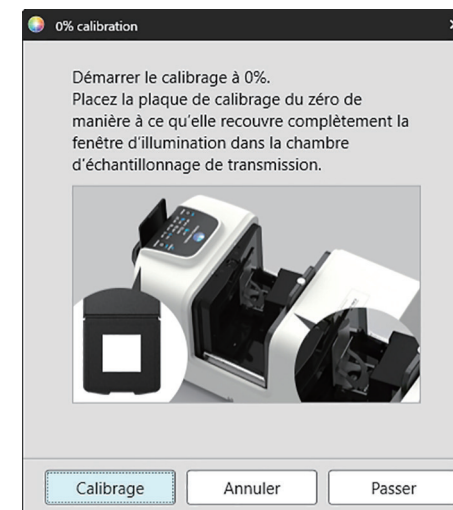 0% calibration
Démarrer le calibrage à 0%.
Placez la plaque de calibrage du zéro de
manière à ce qu'elle recouvre complètement la
fenêtre d'illumination dans la chambre
d'échantillonnage de transmission.
Calibrage
Annuler
Passer